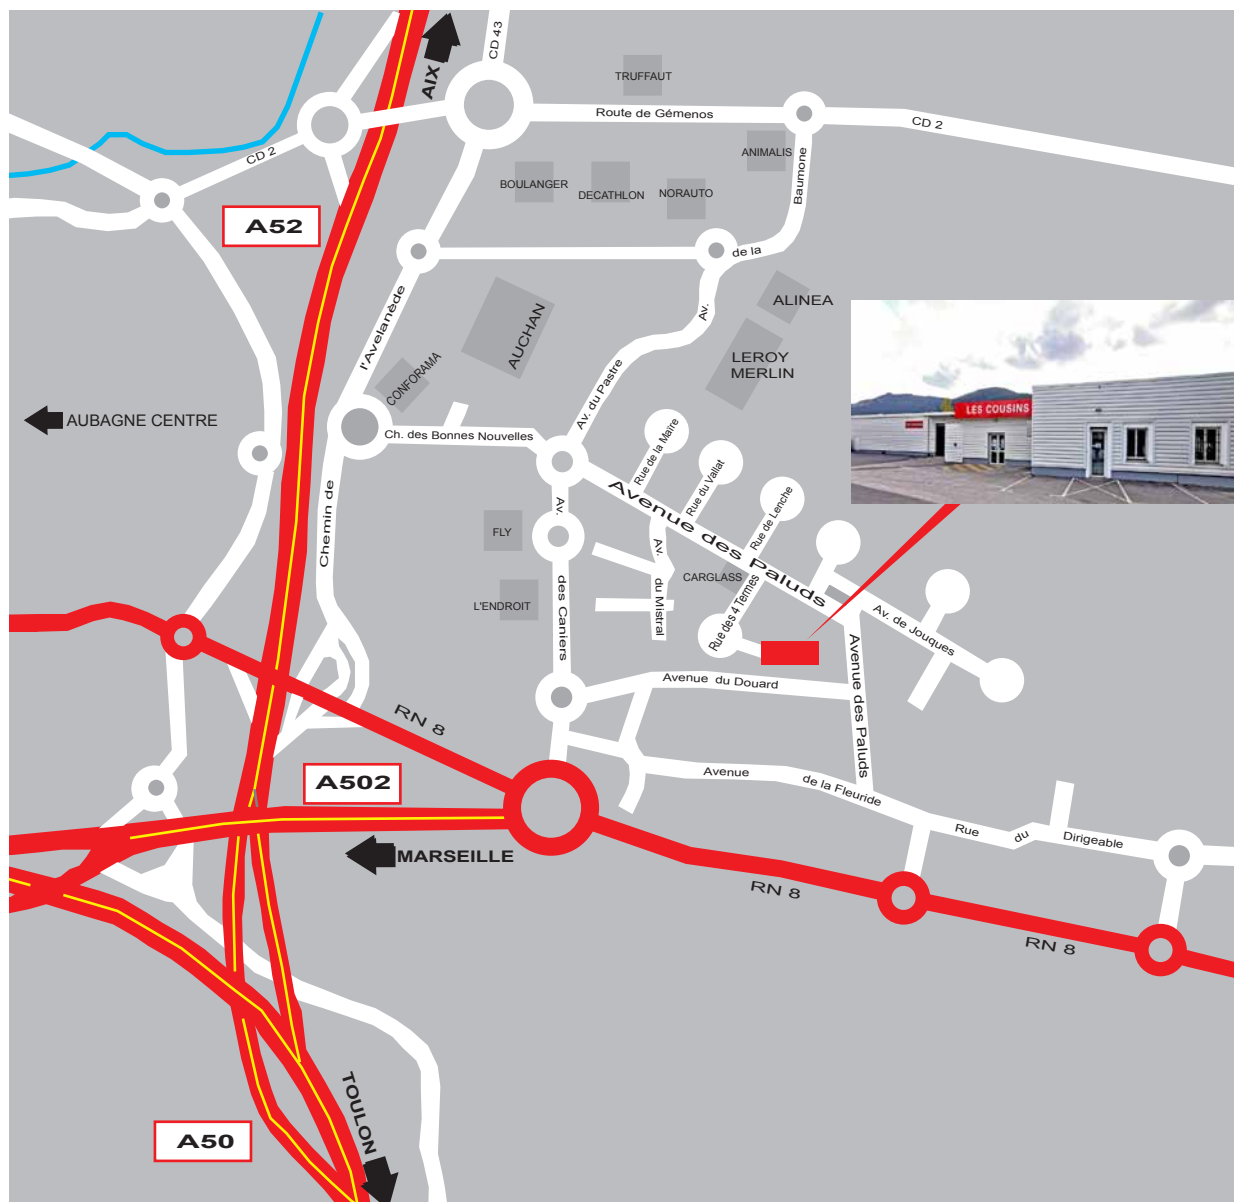 AIX
CD 43
TRUFFAUT
Route de Gémenos
CD 2
CD 2
ANIMALIS
Baumone
BOULANGER
DECATHLON
NORAUTO
A52
de la
Av.
ALINEA
l'Avelanède
AUCHAN
CONFORAMA
LEROY
MERLIN
LES COUSINS
AUBAGNE CENTRE
Av. du Pastre
Ch. des Bonnes Nouvelles
Rue de la Maïre
Rue du Vallat
Rue de Lenche
Avenue des Paluds
Chemin de
Av.
FLY
Av.
CARGLASS
du Mistral
des Caniers
L'ENDROIT
Rue des 4 Termes
Av. de Jouques
Avenue des Paluds
Avenue du Douard
RN 8
A502
Avenue
de la Fleuride
Rue
du
Dirigeable
MARSEILLE
RN 8
RN 8
TOULON
A50